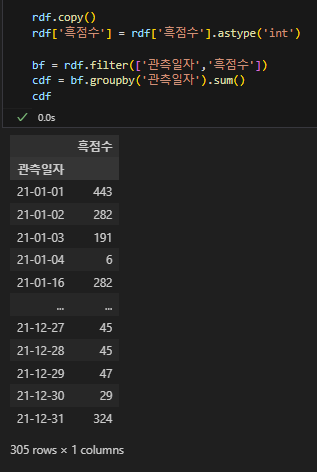 rdf.copy()
rdf['흑점수'] = rdf['흑점수'].astype('int')
bf = rdf.filter(['관측일자','흑점수'])
cdf = bf.groupby('관측일자').sum()
cdf
0.0s
흑점수
관측일자
21-01-01 443
21-01-02 282
21-01-03 191
21-01-04 6
21-01-16 282
... ...
21-12-27 45
21-12-28 45
21-12-29 47
21-12-30 29
21-12-31 324
305 rows × 1 columns